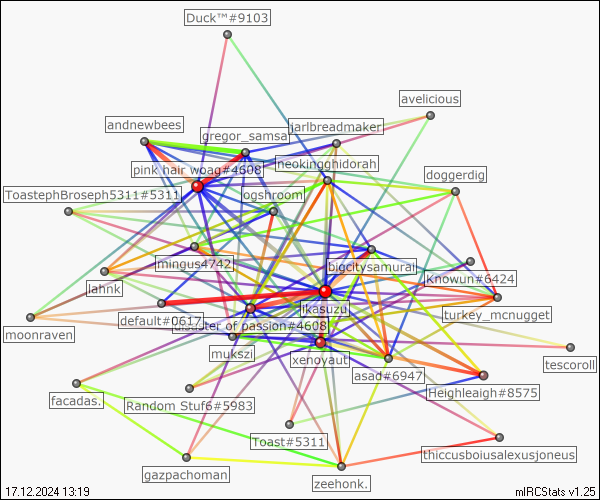 Duck™#9103
avelicious
andnewbees
gregor_samsa
jarlbreadmaker
pink hair woag#4608
neokingghidorah
doggerdig
ToastephBroseph5311#5311
logshroom
mingus4742
bigcitysamurai
Knowun#6424
lahnk
turkey_mcnugget
default#0617
Ikasuzu
of passion#4608
moonraven
mukszi
xenoyaut
tescoroll
asad#6947
Heighleaigh#8575
facadas.
Random Stuf6#5983
Toast#5311
thiccusboiusalexusjoneus
gazpachoman
zeehonk.
17.12.2024 13:19
mIRCStats v1.25